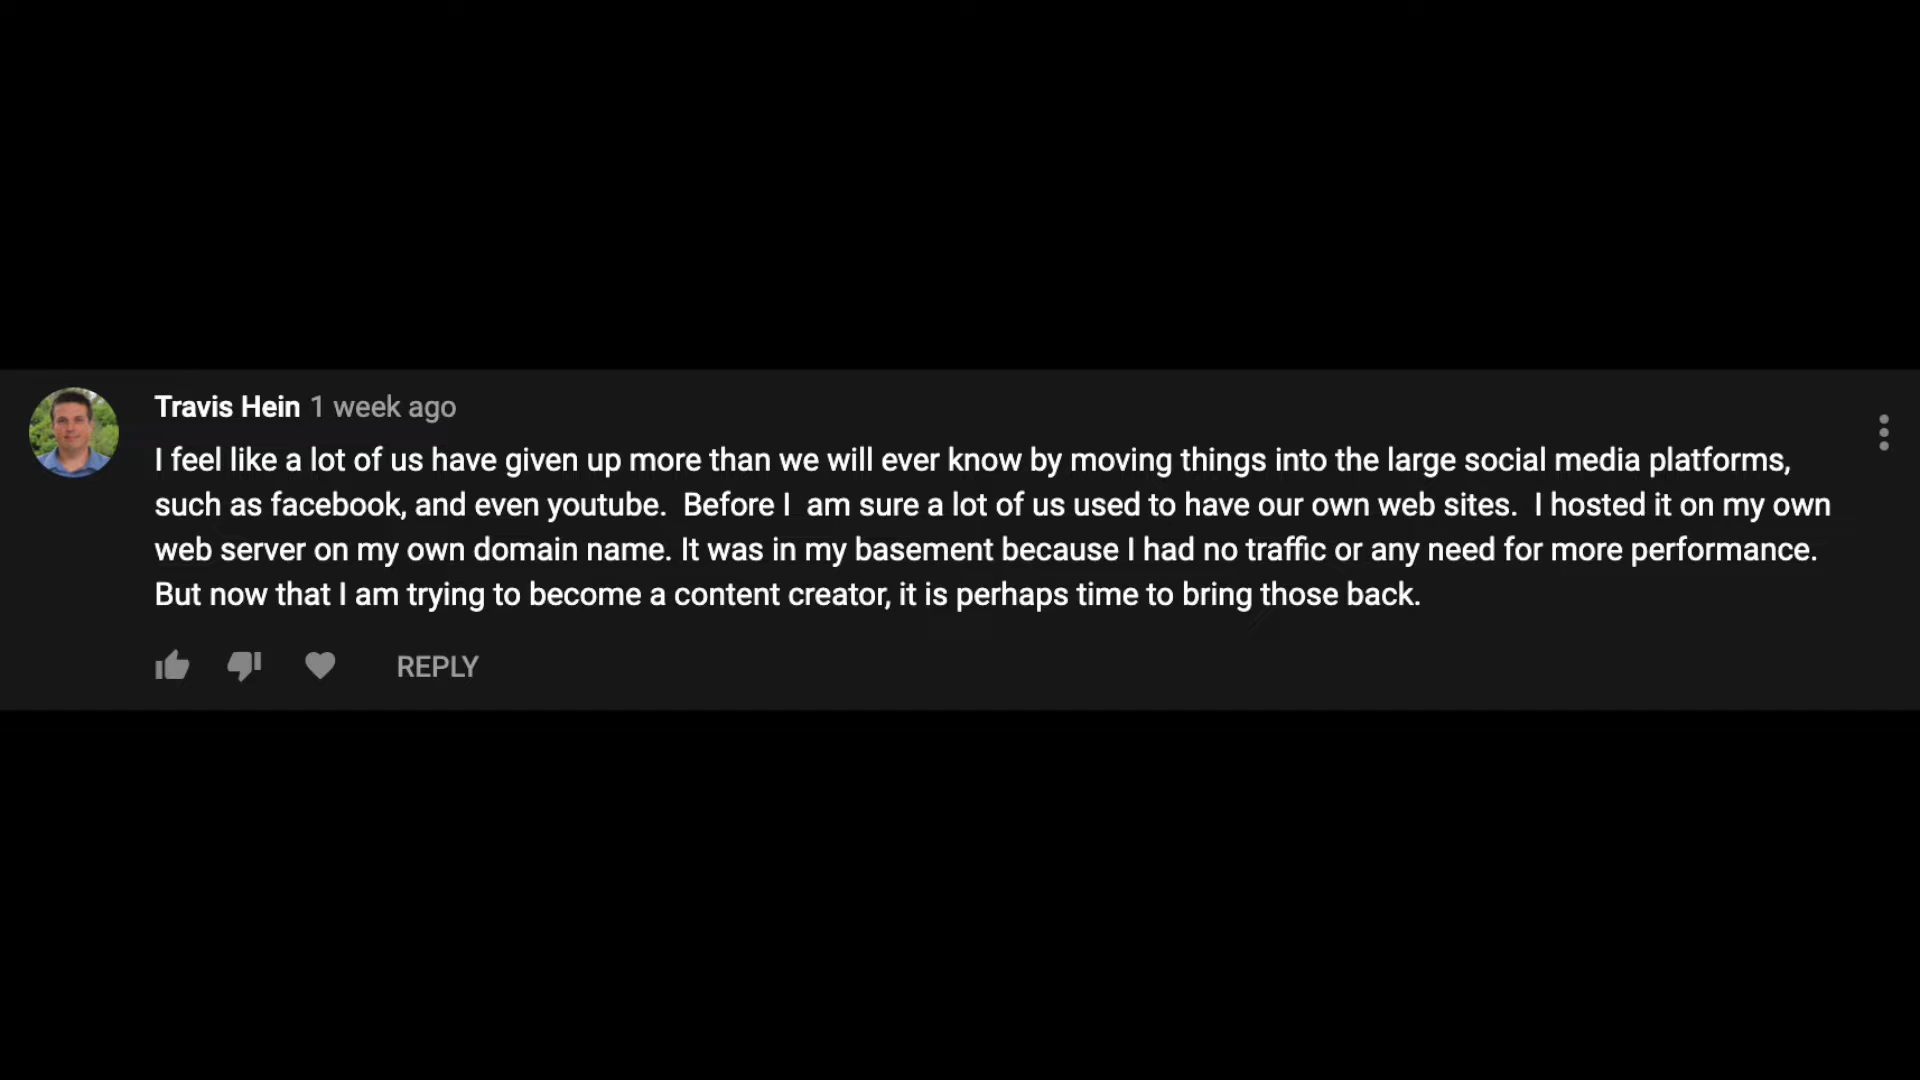 Travis Hein 1 week ago
I feel like a lot of us have given up more than we will ever know by moving things into the large social media platforms,
such as facebook, and even youtube.  Before I  am sure a lot of us used to have our own web sites.  I hosted it on my own
web server on my own domain name. It was in my basement because I had no traffic or any need for more performance.
But now that I am trying to become a content creator, it is perhaps time to bring those back.
REPLY